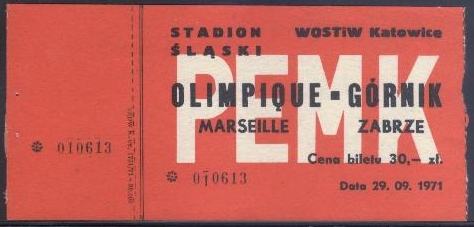 STADION
ŚLĄSKI
WOSTiW Katowice
PEMK
OLIMPIQUE - GÓRNIK
MARSEILLE ZABRZE
Cena biletu 30,— zł.
* 010613
* 010613
Data 29. 09. 1971